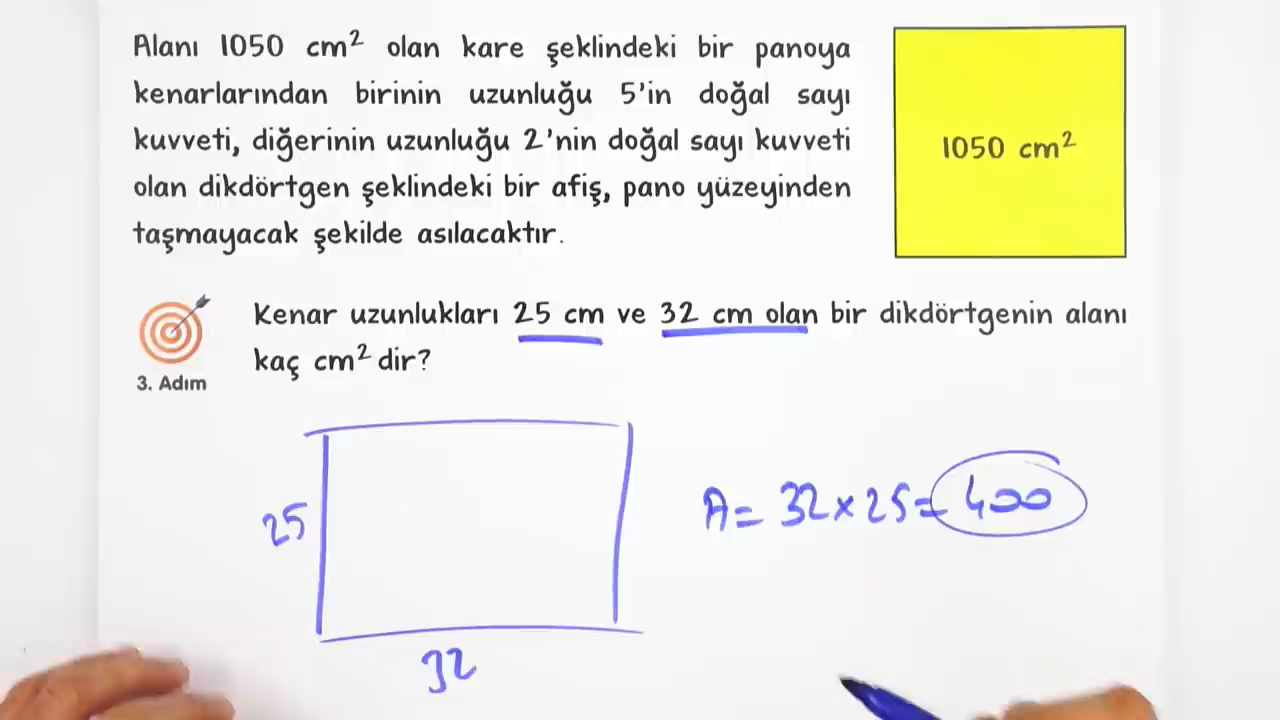 Alanı 1050 cm² olan kare şeklindeki bir panoya
kenarlarından birinin uzunluğu 5'in doğal sayı
kuvveti, diğerinin uzunluğu 2'nin doğal sayı kuvveti
olan dikdörtgen şeklindeki bir afiş, pano yüzeyinden
taşmayacak şekilde asılacaktır.
1050 cm²
Kenar uzunlukları 25 cm ve 32 cm olan bir dikdörtgenin alanı
kaç cm² dir?
3. Adım
25
A= 32x25=400
32